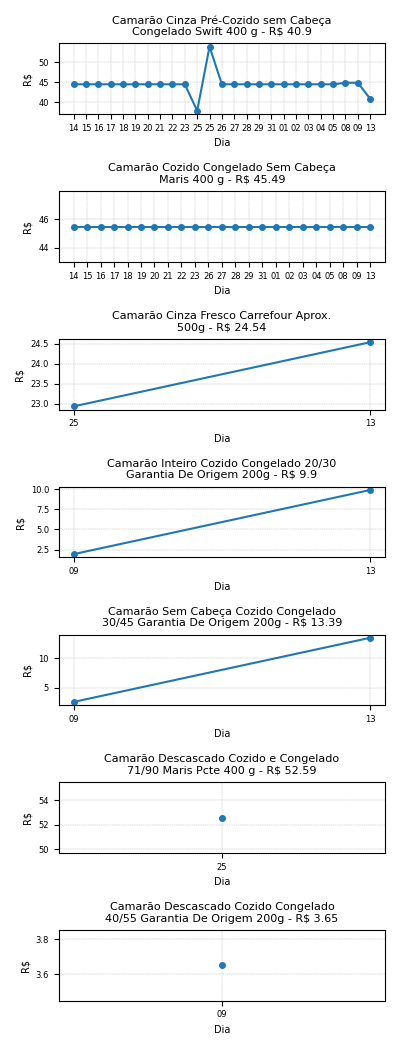 Camarão Cinza Pré-Cozido sem Cabeça
Congelado Swift 400 g - R$ 40.9
50
45
40
R$
14 15 16 17 18 19 20 21 22 23 24 25 26 27 28 29 31 01 02 03 04 05 08 09 13
Dia
Camarão Cozido Congelado Sem Cabeça
Maris 400 g - R$ 45.49
46
44
R$
14 15 16 17 18 19 20 21 22 23 26 27 28 29 31 01 02 03 04 05 08 09 13
Dia
Camarão Cinza Fresco Carrefour Aprox.
500g - R$ 24.54
24.5
24.0
23.5
23.0
R$
25 13
Dia
Camarão Inteiro Cozido Congelado 20/30
Garantia De Origem 200g - R$ 9.9
10.0
7.5
5.0
2.5
R$
09 13
Dia
Camarão Sem Cabeça Cozido Congelado
30/45 Garantia De Origem 200g - R$ 13.39
10
5
R$
09 13
Dia
Camarão Descascado Cozido e Congelado
71/90 Maris Pcte 400 g - R$ 52.59
54
52
50
R$
25
Dia
Camarão Descascado Cozido Congelado
40/55 Garantia De Origem 200g - R$ 3.65
3.8
3.6
R$
09
Dia